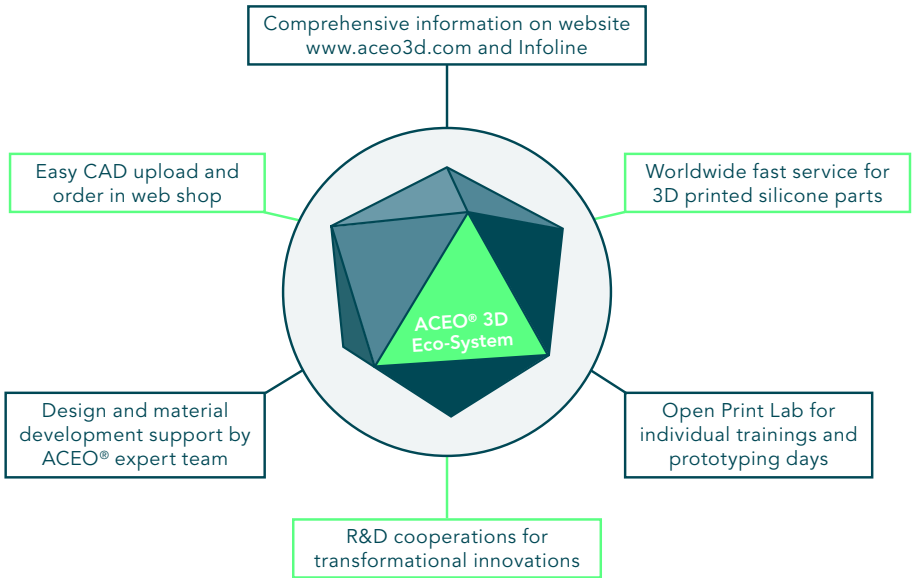 Comprehensive information on website
www.aceo3d.com and Infoline
Easy CAD upload and
order in web shop
Worldwide fast service for
3D printed silicone parts
ACEO® 3D
Eco-System
Design and material
development support by
ACEO® expert team
Open Print Lab for
individual trainings and
prototyping days
R&D cooperations for
transformational innovations